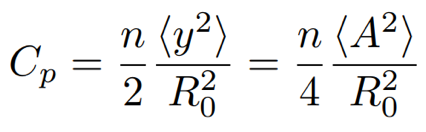 C_p = \frac{n}{2} \frac{\langle y^2 \rangle}{R_0^2} = \frac{n}{4} \frac{\langle A^2 \rangle}{R_0^2}